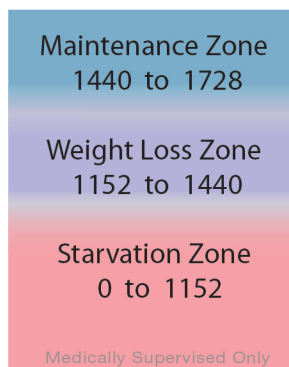 Maintenance Zone
1440 to 1728
Weight Loss Zone
1152 to 1440
Starvation Zone
0 to 1152
Medically Supervised Only